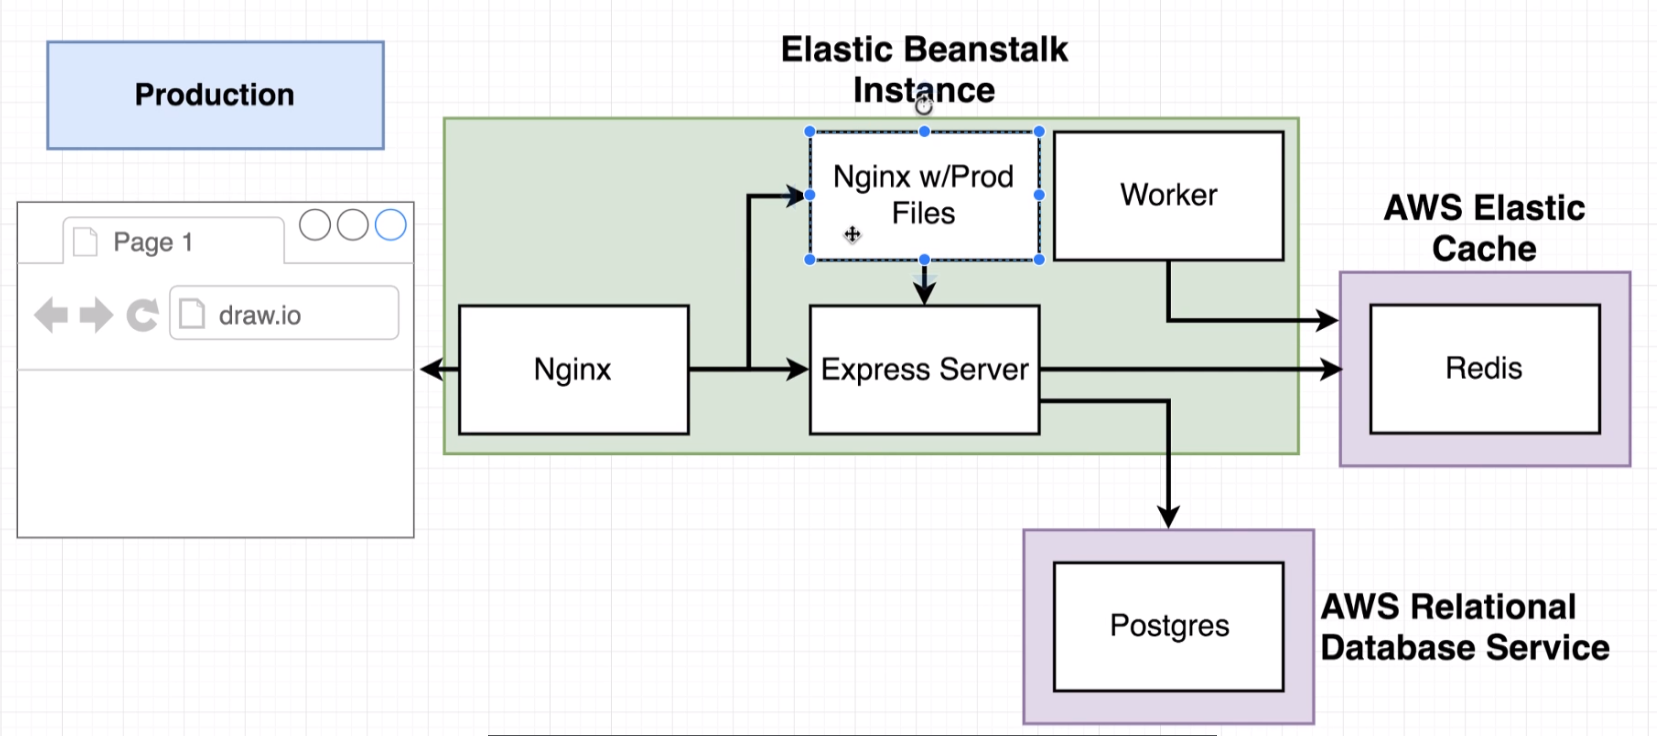 Production
Elastic Beanstalk
Instance
Page 1
draw.io
Nginx w/Prod
Files
Worker
Nginx
Express Server
AWS Elastic
Cache
Redis
Postgres
AWS Relational
Database Service